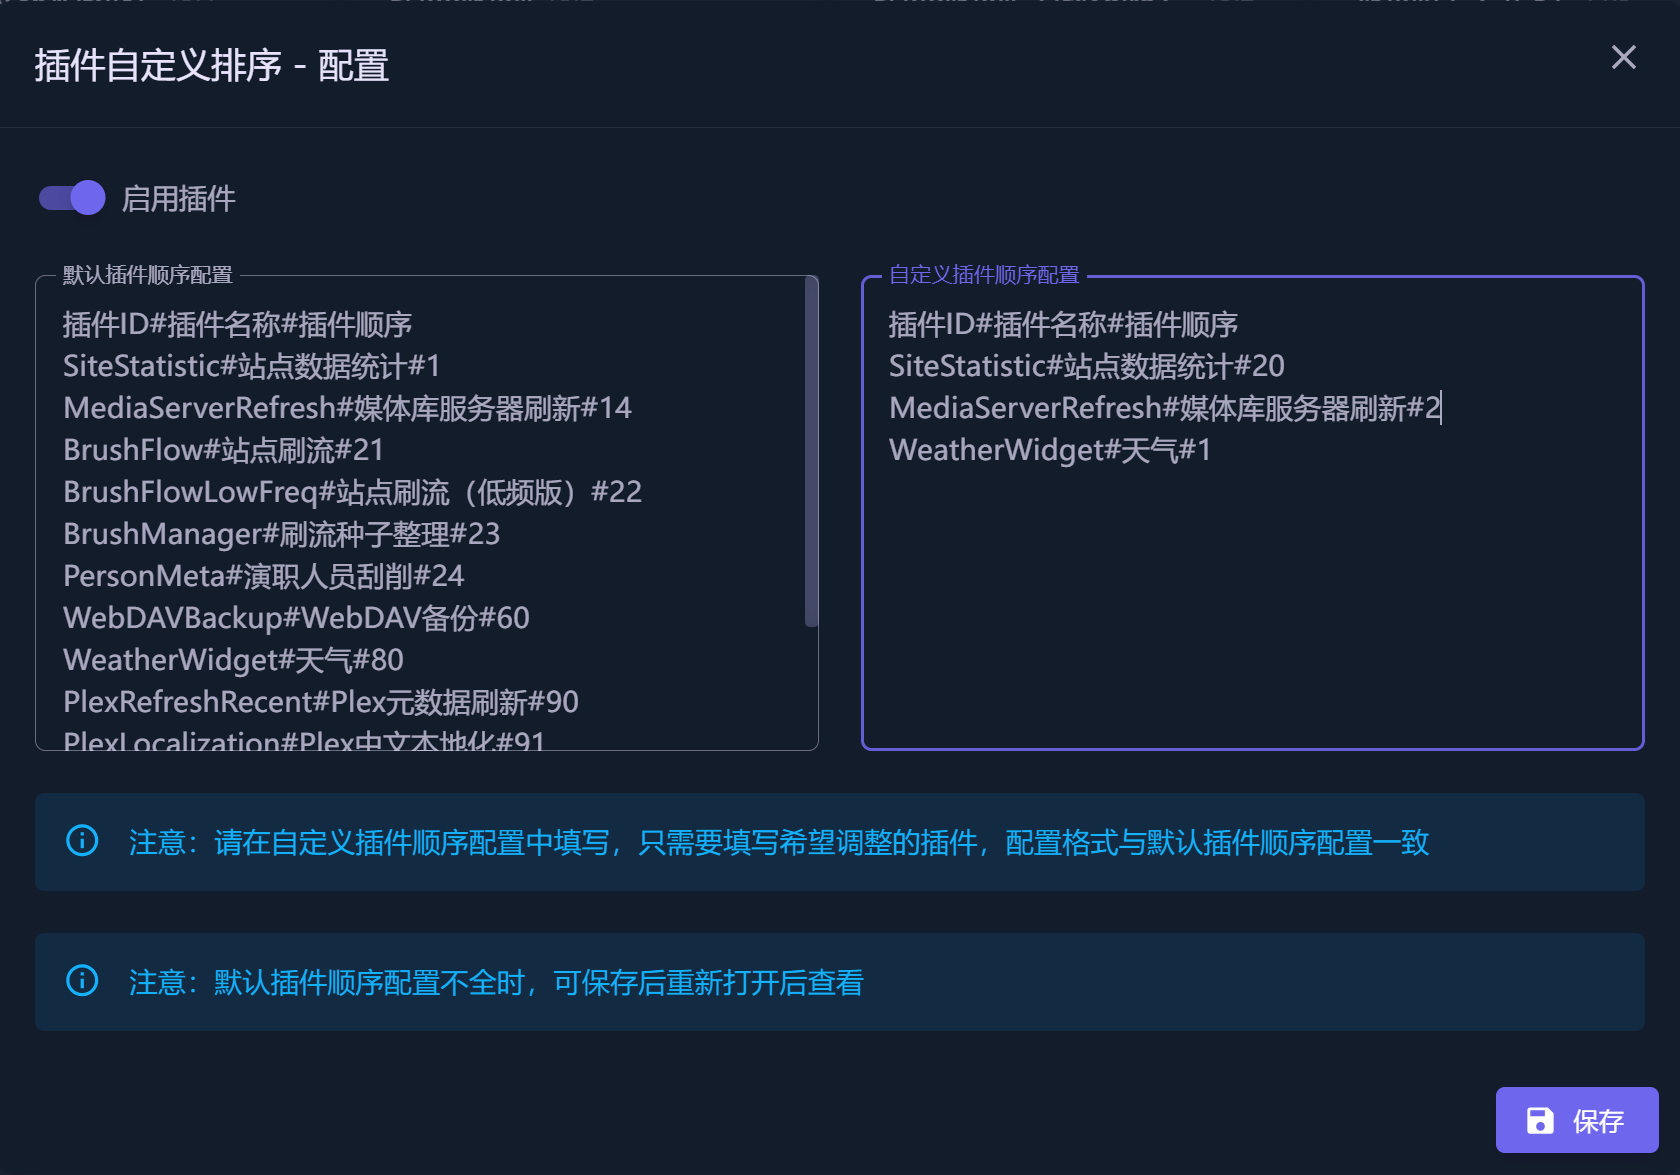 插件自定义排序 - 配置
启用插件
默认插件顺序配置
插件ID#插件名称#插件顺序
SiteStatistic#站点数据统计#1
MediaServerRefresh#媒体库服务器刷新#14
BrushFlow#站点刷流#21
BrushFlowLowFreq#站点刷流（低频版）#22
BrushManager#刷流种子整理#23
PersonMeta#演职人员刮削#24
WebDAVBackup#WebDAV备份#60
WeatherWidget#天气#80
PlexRefreshRecent#Plex元数据刷新#90
PlexLocalization#Plex中文本地化#91
自定义插件顺序配置
插件ID#插件名称#插件顺序
SiteStatistic#站点数据统计#20
MediaServerRefresh#媒体库服务器刷新#2
WeatherWidget#天气#1
注意：请在自定义插件顺序配置中填写，只需要填写希望调整的插件，配置格式与默认插件顺序配置一致
注意：默认插件顺序配置不全时，可保存后重新打开后查看
保存